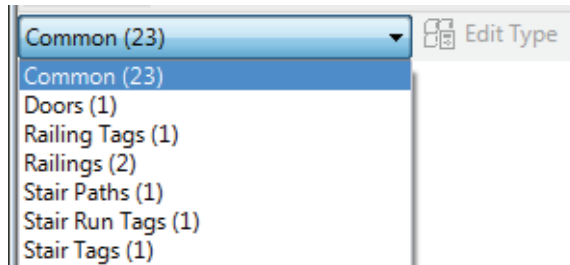 Common (23) Edit Type
Common (23)
Doors (1)
Railing Tags (1)
Railings (2)
Stair Paths (1)
Stair Run Tags (1)
Stair Tags (1)